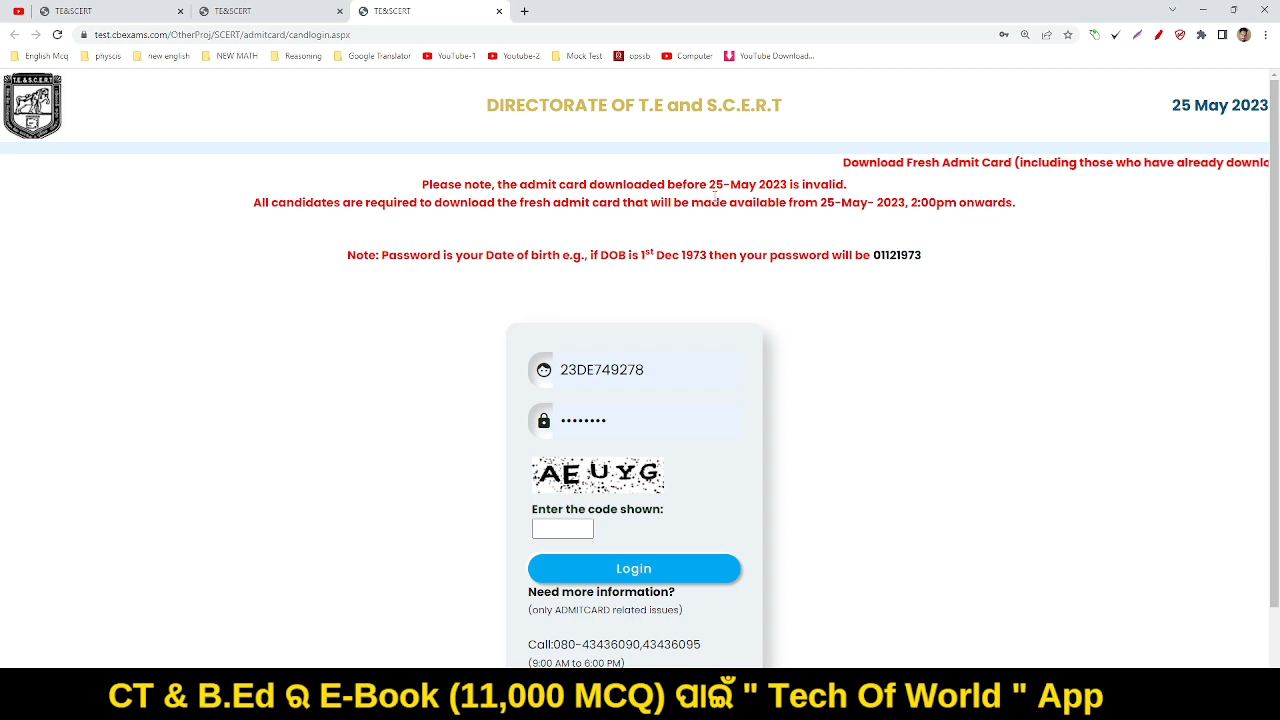 TE&SCERT
TE&SCERT
TE&SCERT
test.cbexams.com/OtherProj/SCERT/admitcard/candlogin.aspx
English Mcq physcs new english NEW MATH Reasoning Google Translator YouTube-1 Youtube-2 Mock Test opssb Computer YouTube Download...
T.E.& S.C.E.R.T
DIRECTORATE OF T.E and S.C.E.R.T
25 May 2023
Download Fresh Admit Card (including those who have already downlo
Please note, the admit card downloaded before 25-May 2023 is invalid.
All candidates are required to download the fresh admit card that will be made available from 25-May- 2023, 2:00pm onwards.
Note: Password is your Date of birth e.g., if DOB is 1st Dec 1973 then your password will be 01121973
23DE749278
••••••••
AEUYG
Enter the code shown:
Login
Need more information?
(only ADMITCARD related issues)
Call:080-43436090,43436095
(9:00 AM to 6:00 PM)
CT & B.Ed ର E-Book (11,000 MCQ) ପାଇଁ " Tech Of World " App